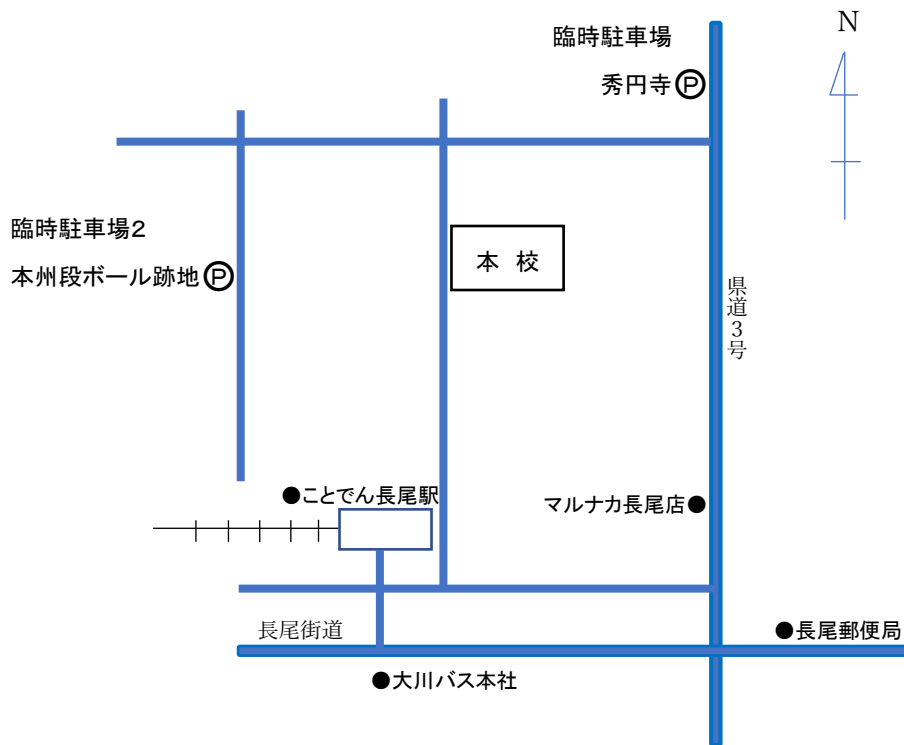 臨時駐車場
秀円寺Ⓟ
N
臨時駐車場2
本州段ボール跡地Ⓟ
本 校
県道3号
●ことでん長尾駅
マルナカ長尾店●
長尾街道
●長尾郵便局
●大川バス本社